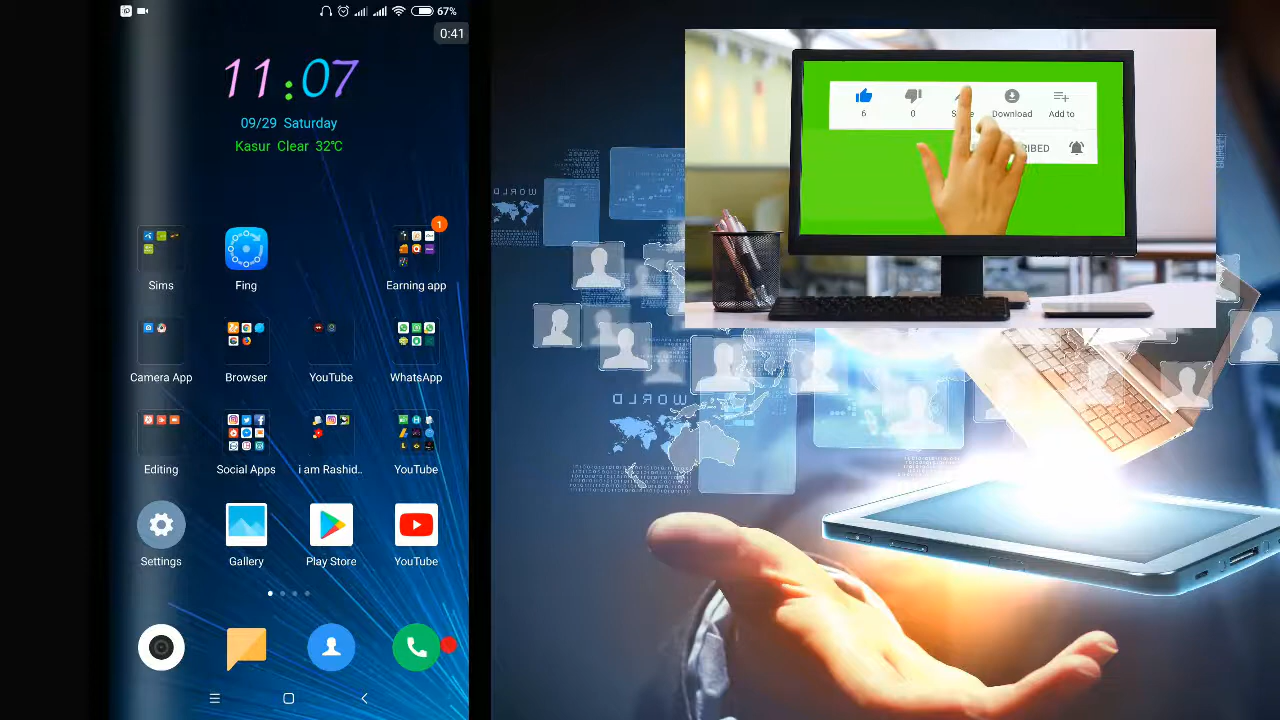 67%
0:41
11:07
09/29 Saturday
Kasur Clear 32℃
1
Sims
Fing
Earning app
Camera App
Browser
YouTube
WhatsApp
Editing
Social Apps
i am Rashid..
YouTube
Settings
Gallery
Play Store
YouTube
6
0
Download
Add to
IBED
WORLD
WORLD